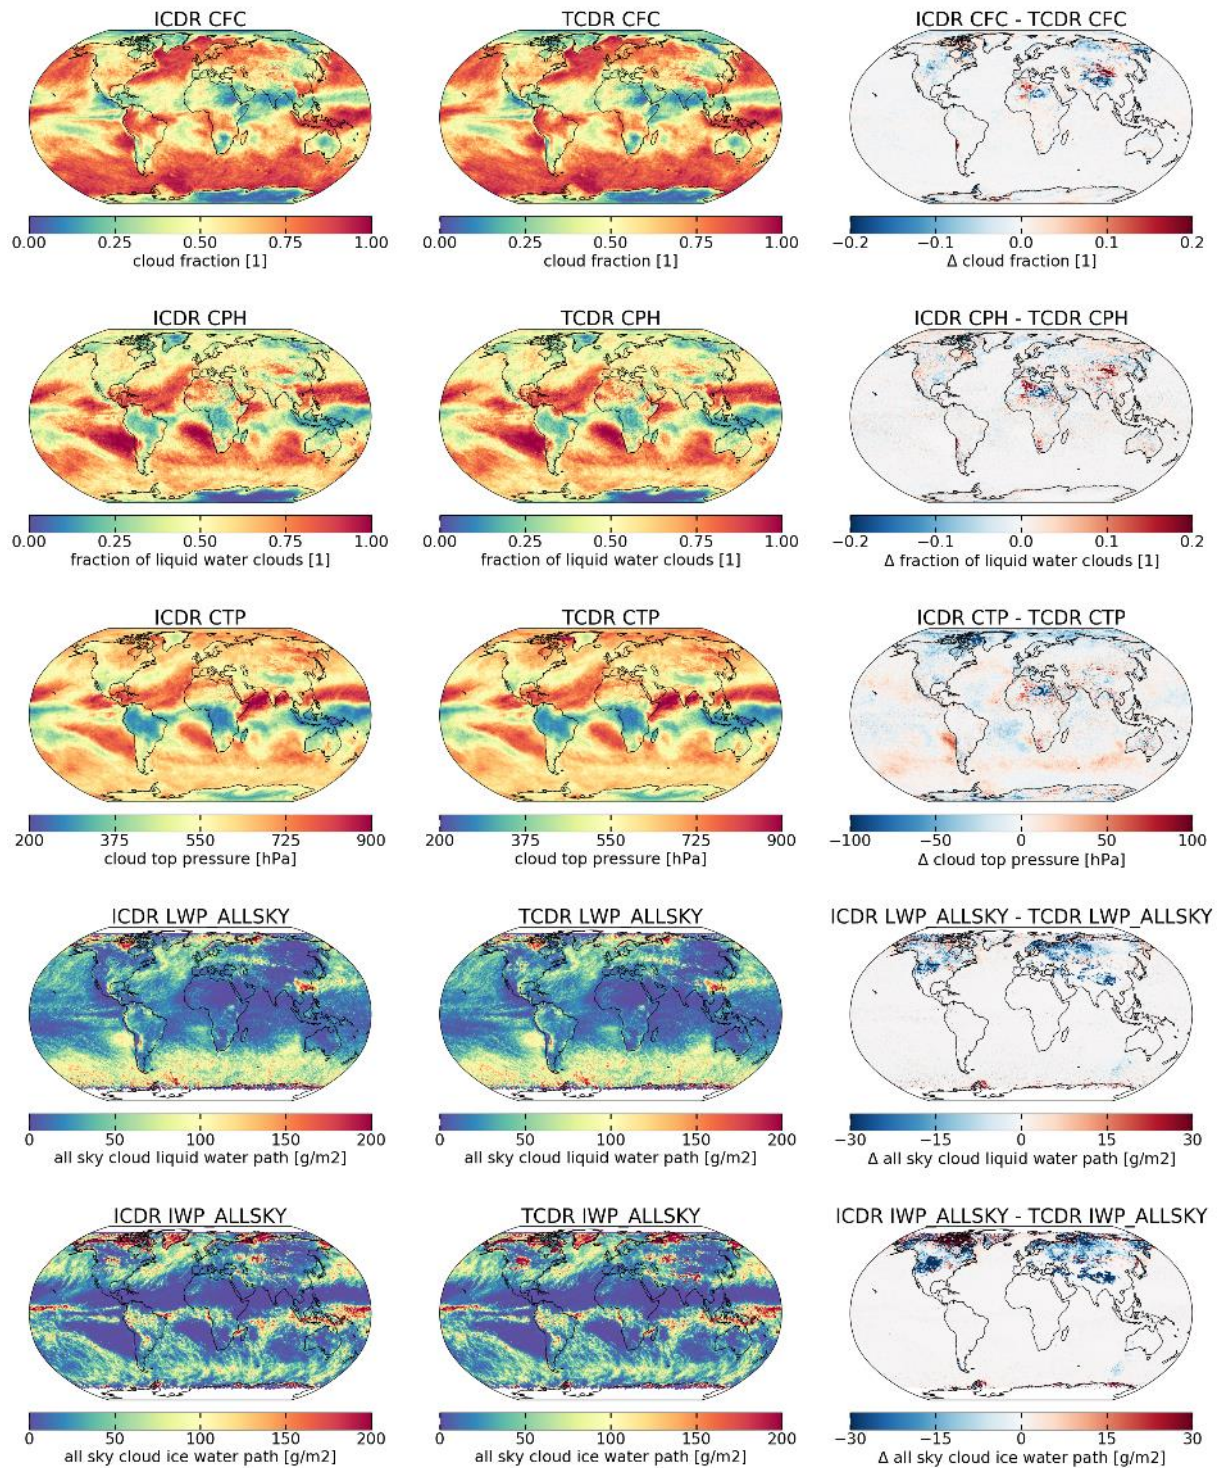 ICDR CFC TCDR CFC ICDR CFC - TCDR CFC
0.00 0.25 0.50 0.75 1.00 0.00 0.25 0.50 0.75 1.00 −0.2 −0.1 0.0 0.1 0.2
cloud fraction [1] cloud fraction [1] Δ cloud fraction [1]
ICDR CPH TCDR CPH ICDR CPH - TCDR CPH
0.00 0.25 0.50 0.75 1.00 0.00 0.25 0.50 0.75 1.00 −0.2 −0.1 0.0 0.1 0.2
fraction of liquid water clouds [1] fraction of liquid water clouds [1] Δ fraction of liquid water clouds [1]
ICDR CTP TCDR CTP ICDR CTP - TCDR CTP
200 375 550 725 900 200 375 550 725 900 −100 −50 0 50 100
cloud top pressure [hPa] cloud top pressure [hPa] Δ cloud top pressure [hPa]
ICDR LWP_ALLSKY TCDR LWP_ALLSKY ICDR LWP_ALLSKY - TCDR LWP_ALLSKY
0 50 100 150 200 0 50 100 150 200 −30 −15 0 15 30
all sky cloud liquid water path [g/m2] all sky cloud liquid water path [g/m2] Δ all sky cloud liquid water path [g/m2]
ICDR IWP_ALLSKY TCDR IWP_ALLSKY ICDR IWP_ALLSKY - TCDR IWP_ALLSKY
0 50 100 150 200 0 50 100 150 200 −30 −15 0 15 30
all sky cloud ice water path [g/m2] all sky cloud ice water path [g/m2] Δ all sky cloud ice water path [g/m2]